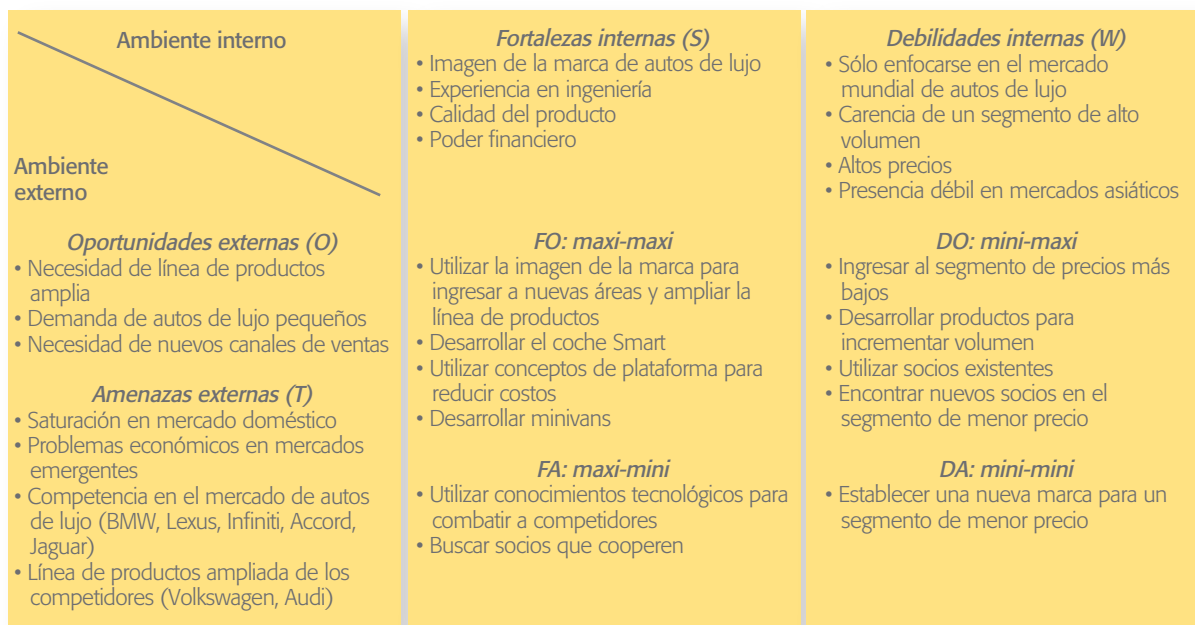 Ambiente interno
Ambiente
externo
Fortalezas internas (S)
• Imagen de la marca de autos de lujo
• Experiencia en ingeniería
• Calidad del producto
• Poder financiero
Debilidades internas (W)
• Sólo enfocarse en el mercado
mundial de autos de lujo
• Carencia de un segmento de alto
volumen
• Altos precios
• Presencia débil en mercados asiáticos
Oportunidades externas (O)
• Necesidad de línea de productos
amplia
• Demanda de autos de lujo pequeños
• Necesidad de nuevos canales de ventas
FO: maxi-maxi
• Utilizar la imagen de la marca para
ingresar a nuevas áreas y ampliar la
línea de productos
• Desarrollar el coche Smart
• Utilizar conceptos de plataforma para
reducir costos
• Desarrollar minivans
DO: mini-maxi
• Ingresar al segmento de precios más
bajos
• Desarrollar productos para
incrementar volumen
• Utilizar socios existentes
• Encontrar nuevos socios en el
segmento de menor precio
Amenazas externas (T)
• Saturación en mercado doméstico
• Problemas económicos en mercados
emergentes
• Competencia en el mercado de autos
de lujo (BMW, Lexus, Infiniti, Accord,
Jaguar)
• Línea de productos ampliada de los
competidores (Volkswagen, Audi)
FA: maxi-mini
• Utilizar conocimientos tecnológicos para
combatir a competidores
• Buscar socios que cooperen
DA: mini-mini
• Establecer una nueva marca para un
segmento de menor precio